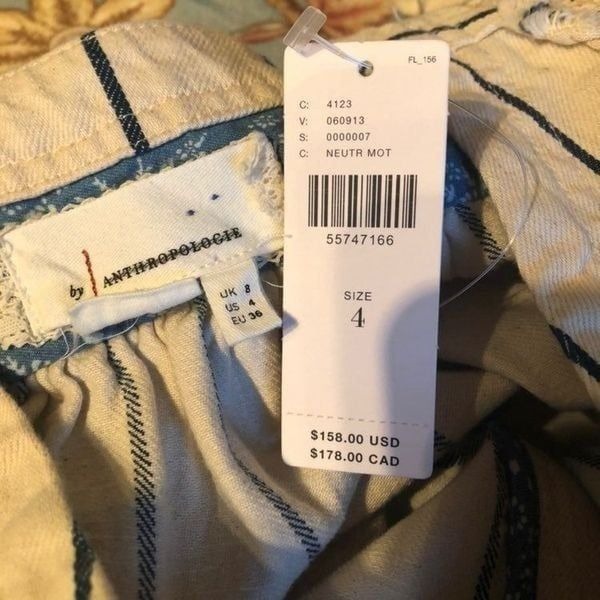 FL_156
C: 4123
V: 060913
S: 0000007
C: NEUTR MOT
55747166
SIZE
4
$158.00 USD
$178.00 CAD
by ANTHROPOLOGIE
UK 8
US 4
EU 36